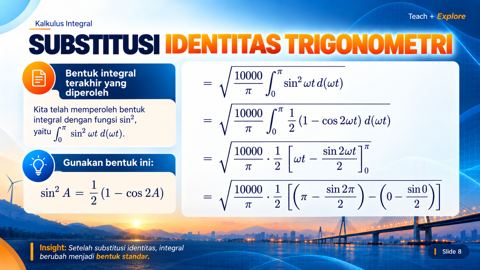 Kalkulus Integral
Teach + Explore
SUBSTITUSI IDENTITAS TRIGONOMETRI
Bentuk integral
terakhir yang
diperoleh
Kita telah memperoleh bentuk
integral dengan fungsi sin²,
yaitu ∫₀^π sin² ωt d(ωt).
Gunakan bentuk ini:
sin² A = 1/2 (1 − cos 2A)
= √(10000/π ∫₀^π sin² ωt d(ωt))
= √(10000/π ∫₀^π 1/2 (1 − cos 2ωt) d(ωt))
= √(10000/π · 1/2 [ωt − sin 2ωt/2]₀^π)
= √(10000/π · 1/2 [(π − sin 2π/2) − (0 − sin 0/2)])
Insight: Setelah substitusi identitas, integral
berubah menjadi bentuk standar.
Slide 8